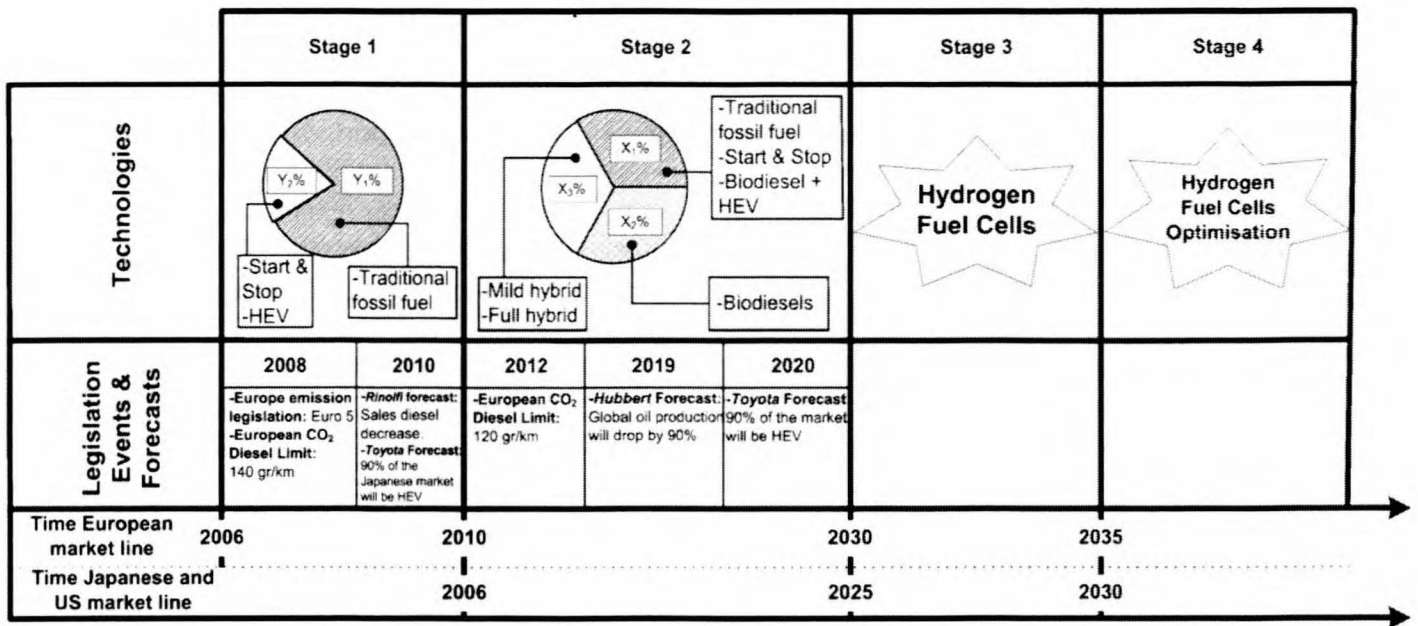 Stage 1
Stage 2
Stage 3
Stage 4
Technologies
Y₂%
Y₁%
-Start &
Stop
-HEV
-Traditional
fossil fuel
X₁%
X₃%
X₂%
-Traditional
fossil fuel
-Start & Stop
-Biodiesel +
HEV
-Mild hybrid
-Full hybrid
-Biodiesels
Hydrogen
Fuel Cells
Hydrogen
Fuel Cells
Optimisation
Legislation
Events &
Forecasts
2008
-Europe emission
legislation: Euro 5
-European CO₂
Diesel Limit:
140 gr/km
2010
-Rinolfi forecast:
Sales diesel
decrease.
-Toyota Forecast:
90% of the
Japanese market
will be HEV
2012
-European CO₂
Diesel Limit:
120 gr/km
2019
-Hubbert Forecast:
Global oil production
will drop by 90%
2020
-Toyota Forecast
90% of the market
will be HEV
Time European
market line
2006
2010
2030
2035
Time Japanese and
US market line
2006
2025
2030